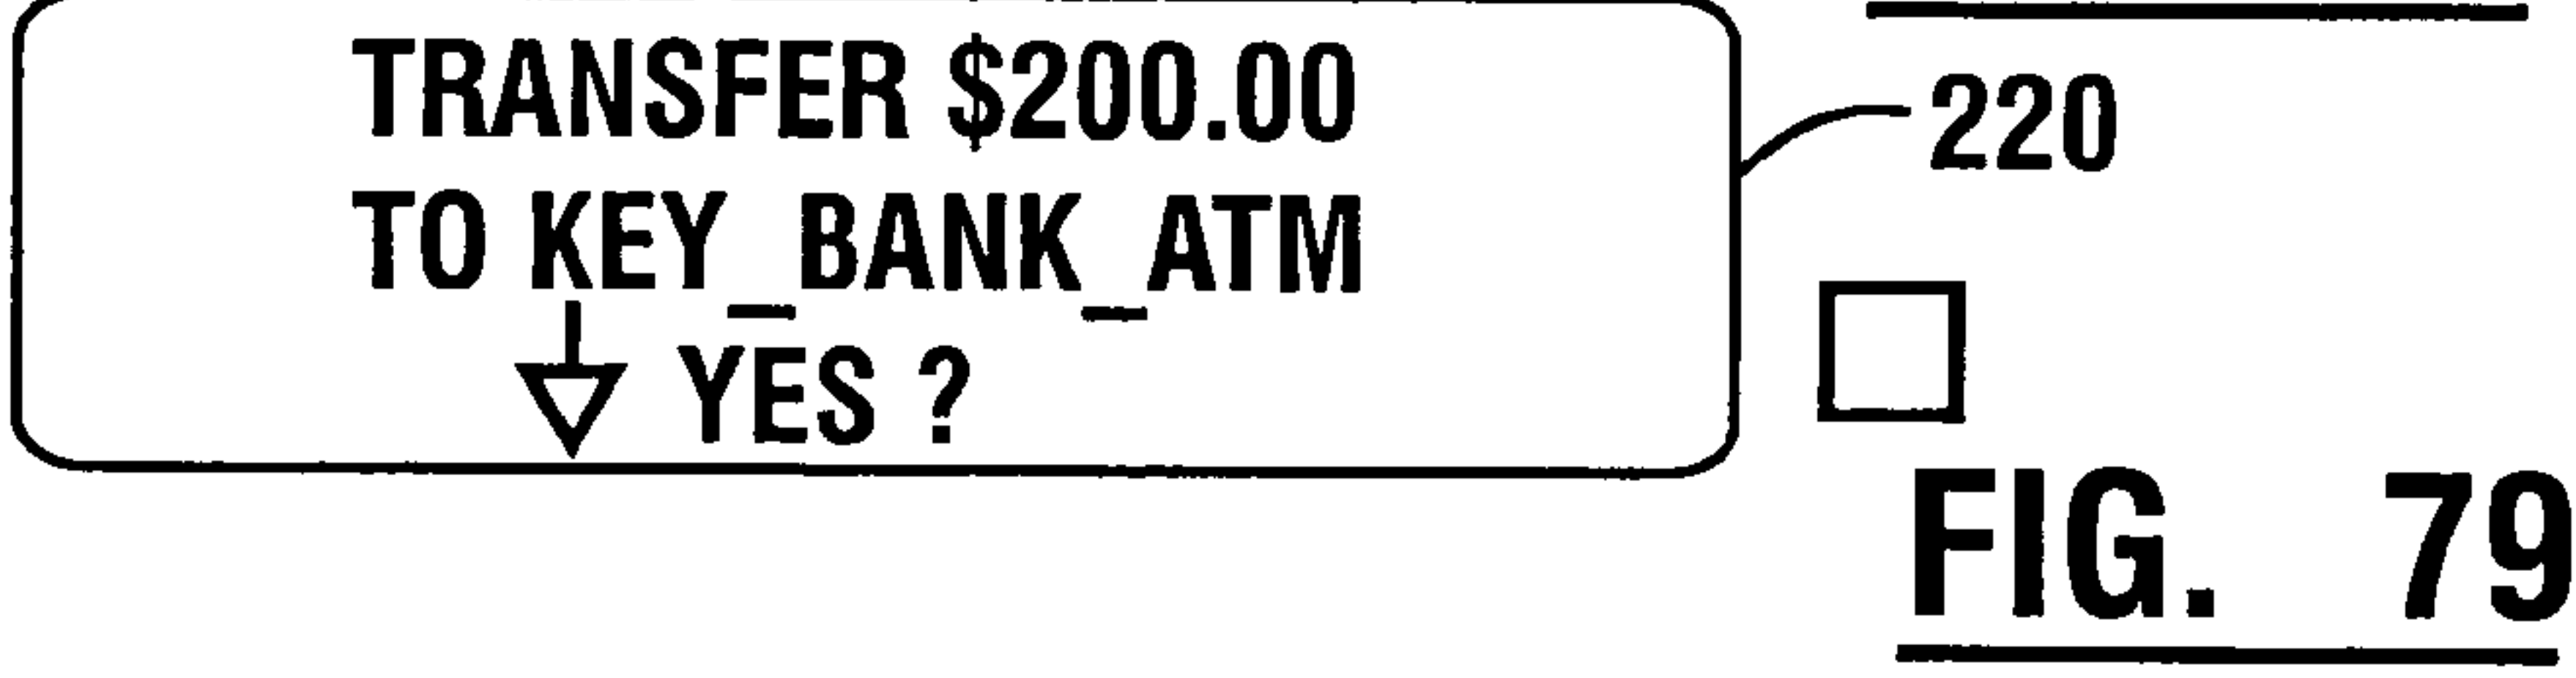 TRANSFER $200.00
TO KEY_BANK_ATM
YES ?
220
FIG. 79